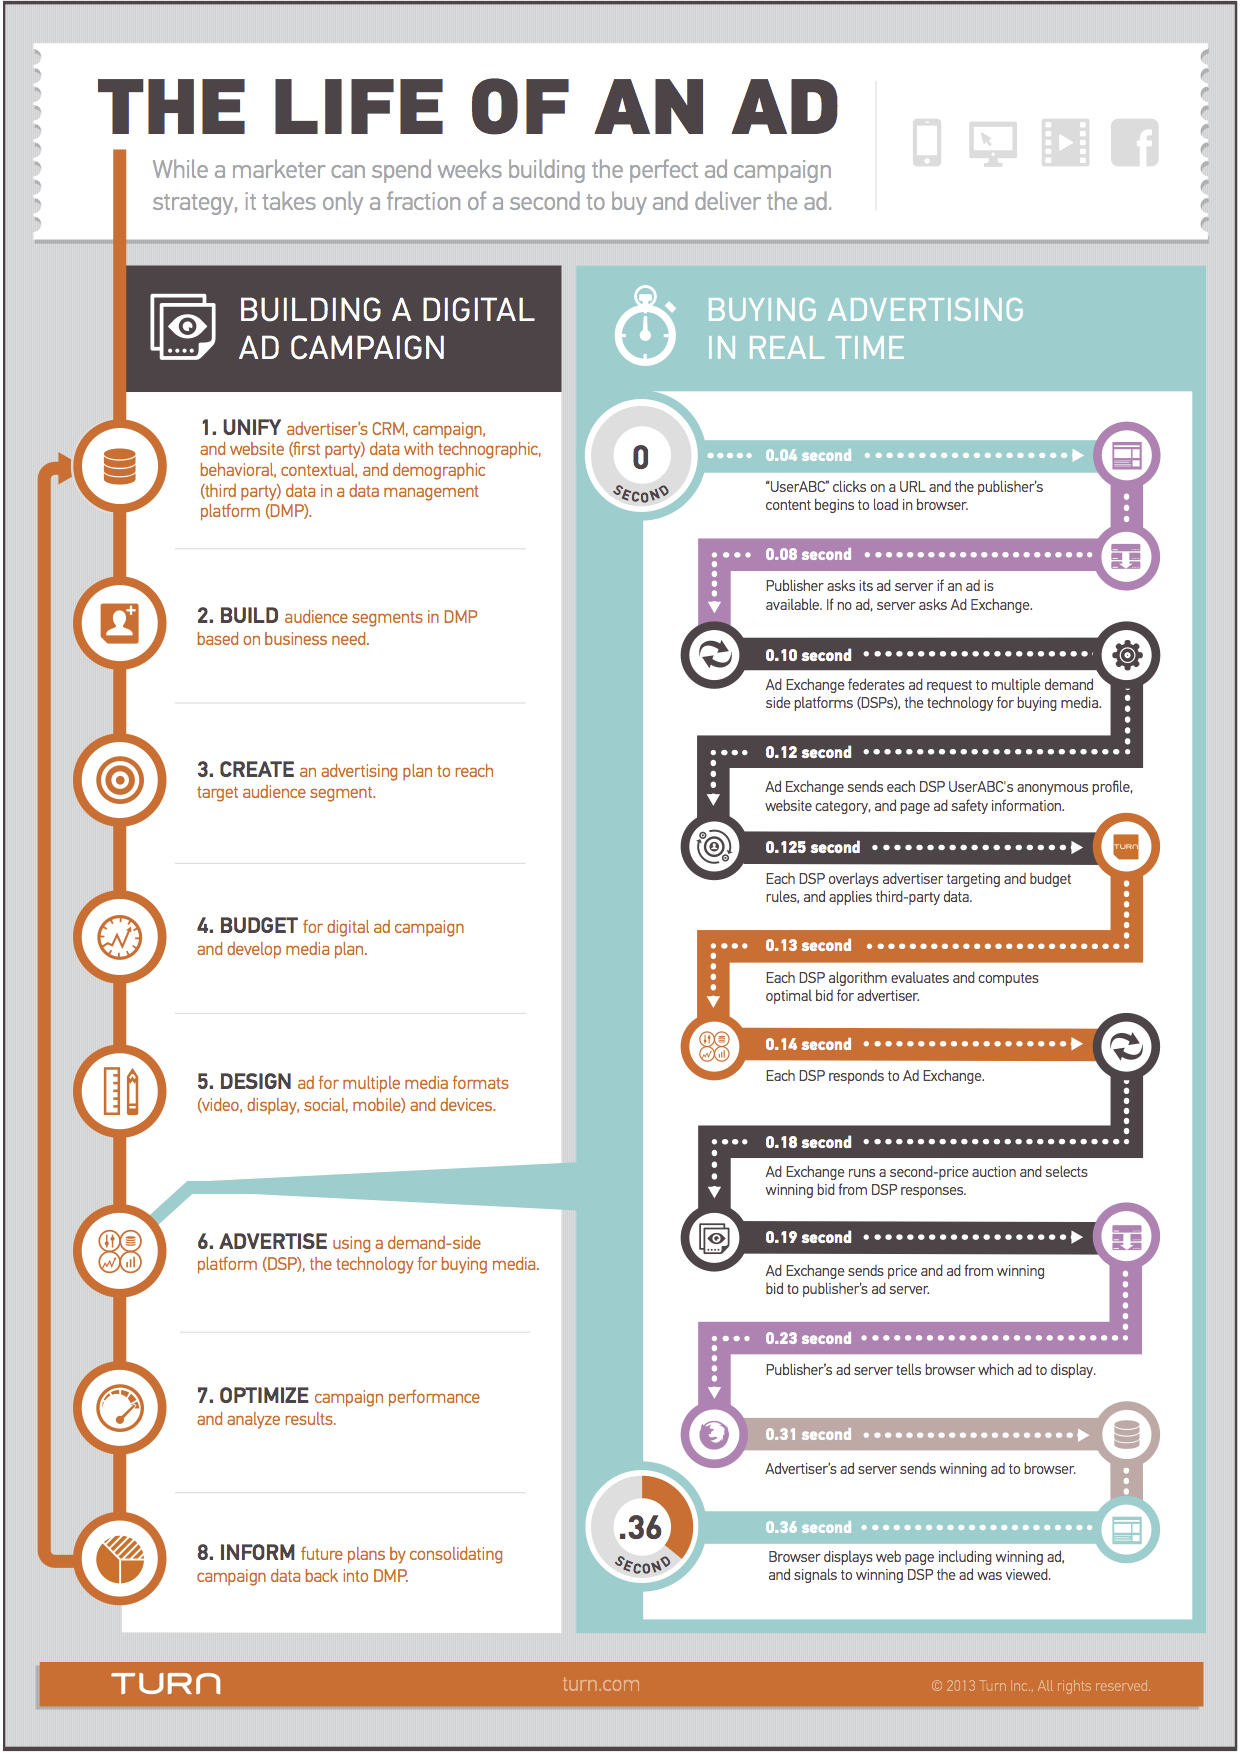 THE LIFE OF AN AD
While a marketer can spend weeks building the perfect ad campaign
strategy, it takes only a fraction of a second to buy and deliver the ad.
BUILDING A DIGITAL
AD CAMPAIGN
1. UNIFY advertiser's CRM, campaign,
and website (first party) data with technographic,
behavioral, contextual, and demographic
(third party) data in a data management
platform (DMP).
2. BUILD audience segments in DMP
based on business need.
3. CREATE an advertising plan to reach
target audience segment.
4. BUDGET for digital ad campaign
and develop media plan.
5. DESIGN ad for multiple media formats
(video, display, social, mobile) and devices.
6. ADVERTISE using a demand-side
platform (DSP), the technology for buying media.
7. OPTIMIZE campaign performance
and analyze results.
8. INFORM future plans by consolidating
campaign data back into DMP.
BUYING ADVERTISING
IN REAL TIME
0
SECOND
0.04 second
“UserABC” clicks on a URL and the publisher's
content begins to load in browser.
0.08 second
Publisher asks its ad server if an ad is
available. If no ad, server asks Ad Exchange.
0.10 second
Ad Exchange federates ad request to multiple demand
side platforms (DSPs), the technology for buying media.
0.12 second
Ad Exchange sends each DSP UserABC's anonymous profile,
website category, and page ad safety information.
0.125 second
TURN
Each DSP overlays advertiser targeting and budget
rules, and applies third-party data.
0.13 second
Each DSP algorithm evaluates and computes
optimal bid for advertiser.
0.14 second
Each DSP responds to Ad Exchange.
0.18 second
Ad Exchange runs a second-price auction and selects
winning bid from DSP responses.
0.19 second
Ad Exchange sends price and ad from winning
bid to publisher's ad server.
0.23 second
Publisher's ad server tells browser which ad to display.
0.31 second
Advertiser's ad server sends winning ad to browser.
.36
SECOND
0.36 second
Browser displays web page including winning ad,
and signals to winning DSP the ad was viewed.
TURN
turn.com
© 2013 Turn Inc., All rights reserved.